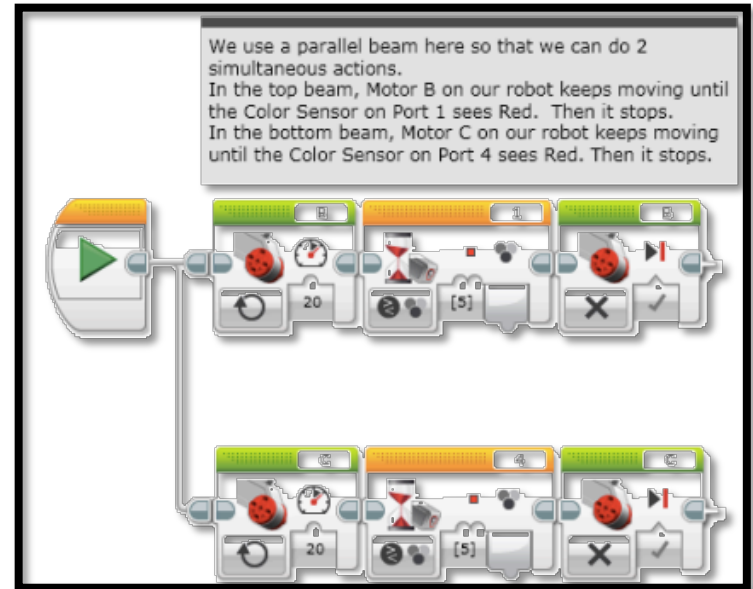 We use a parallel beam here so that we can do 2
simultaneous actions.
In the top beam, Motor B on our robot keeps moving until
the Color Sensor on Port 1 sees Red.  Then it stops.
In the bottom beam, Motor C on our robot keeps moving
until the Color Sensor on Port 4 sees Red. Then it stops.
B 1 B
20 [5]
C 4 C
20 [5]